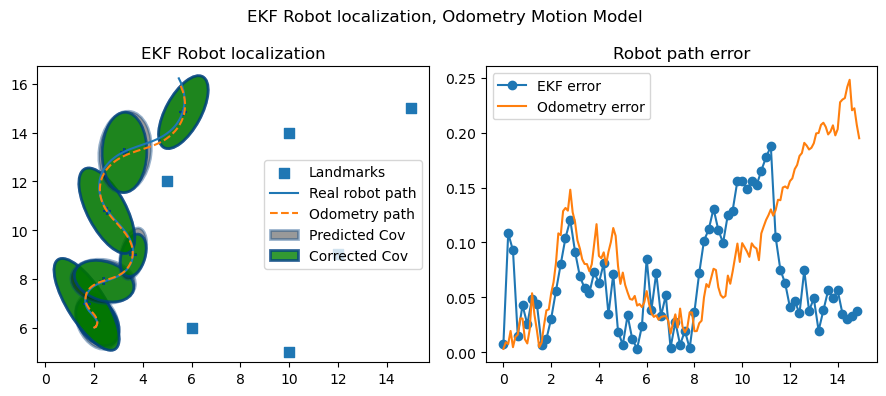 EKF Robot localization, Odometry Motion Model
EKF Robot localization
16
14
12
10
8
6
0 2 4 6 8 10 12 14
Landmarks
Real robot path
Odometry path
Predicted Cov
Corrected Cov
Robot path error
0.25
0.20
0.15
0.10
0.05
0.00
0 2 4 6 8 10 12 14
EKF error
Odometry error